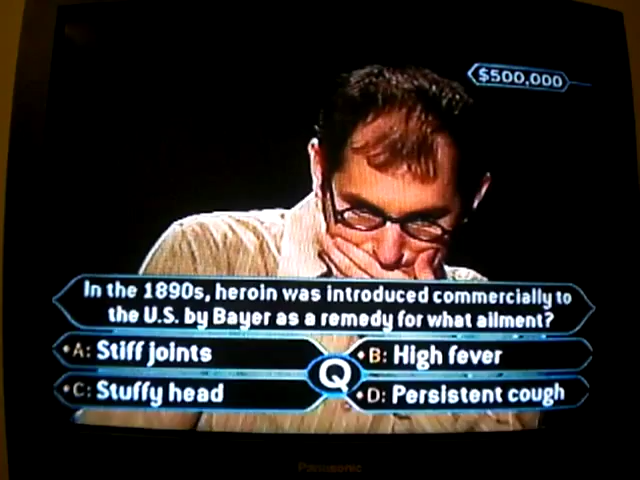 $500,000
In the 1890s, heroin was introduced commercially to
the U.S. by Bayer as a remedy for what ailment?
A: Stiff joints
B: High fever
Q
C: Stuffy head
D: Persistent cough
Panasonic